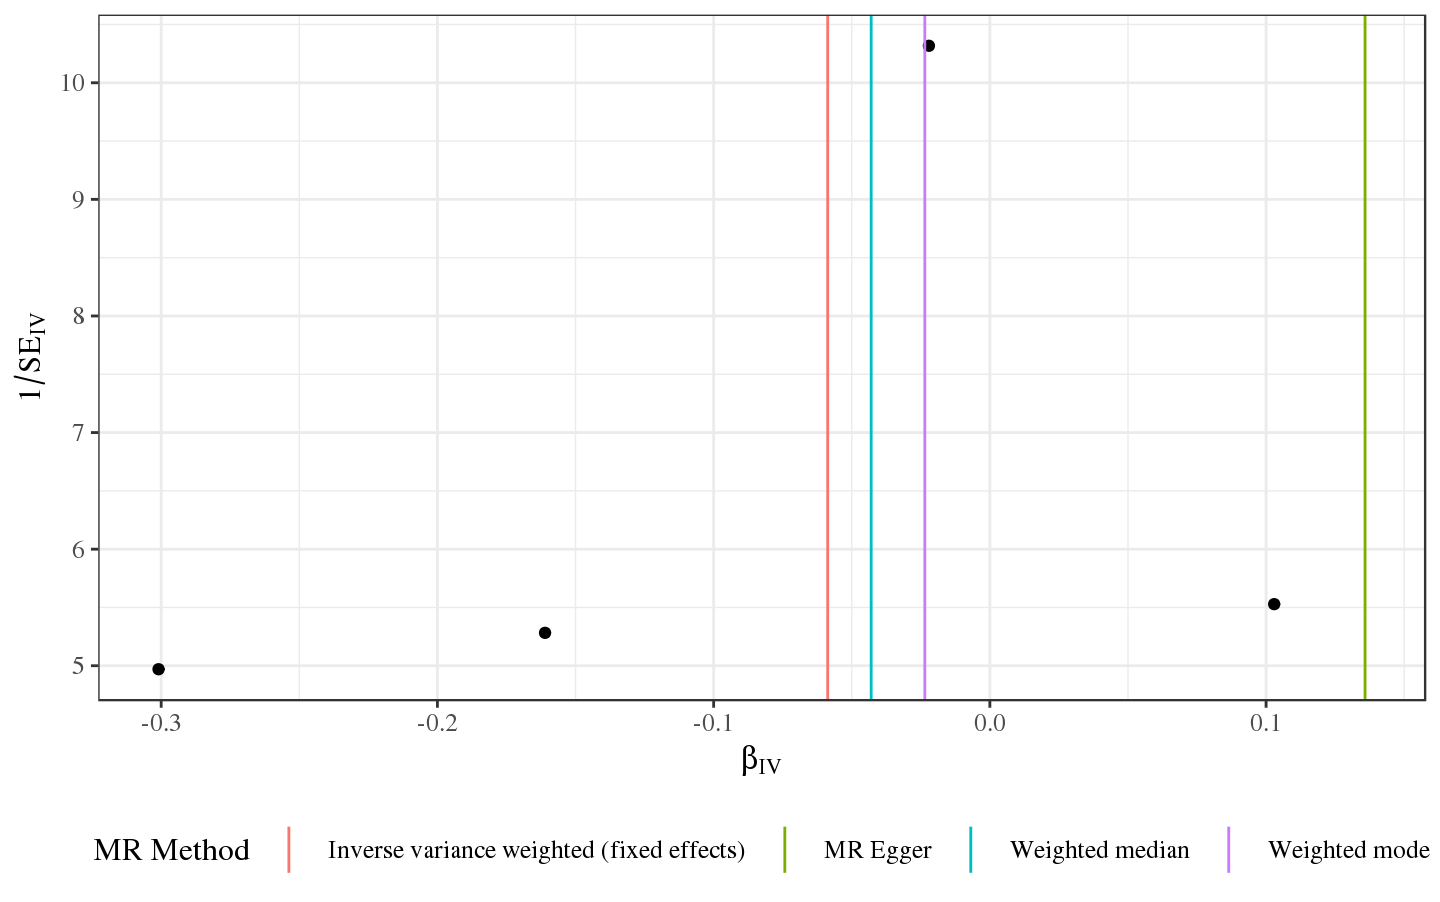 10
9
8
7
6
5
1/SE_IV
-0.3 -0.2 -0.1 0.0 0.1
β_IV
MR Method Inverse variance weighted (fixed effects) MR Egger Weighted median Weighted mode